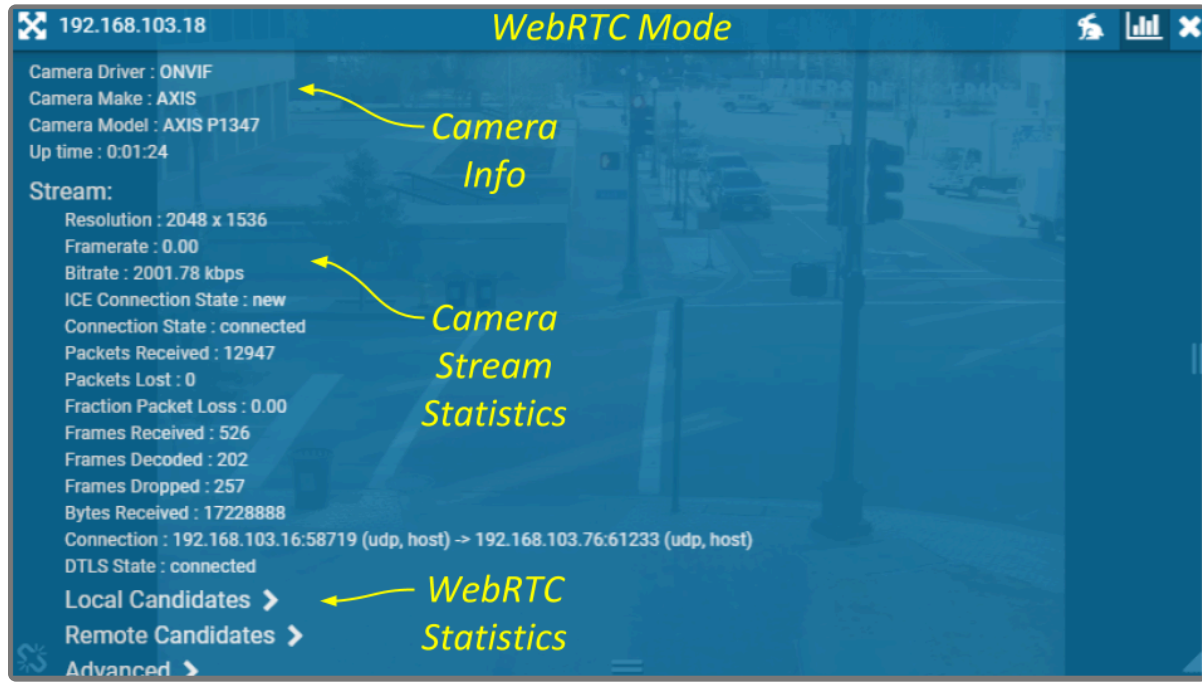 192.168.103.18
WebRTC Mode
Camera Driver : ONVIF
Camera Make : AXIS
Camera Model : AXIS P1347
Up time : 0:01:24
Camera
Info
Stream:
Resolution : 2048 x 1536
Framerate : 0.00
Bitrate : 2001.78 kbps
ICE Connection State : new
Connection State : connected
Packets Received : 12947
Packets Lost : 0
Fraction Packet Loss : 0.00
Frames Received : 526
Frames Decoded : 202
Frames Dropped : 257
Bytes Received : 17228888
Connection : 192.168.103.16:58719 (udp, host) -> 192.168.103.76:61233 (udp, host)
DTLS State : connected
Camera
Stream
Statistics
Local Candidates
Remote Candidates
Advanced
WebRTC
Statistics